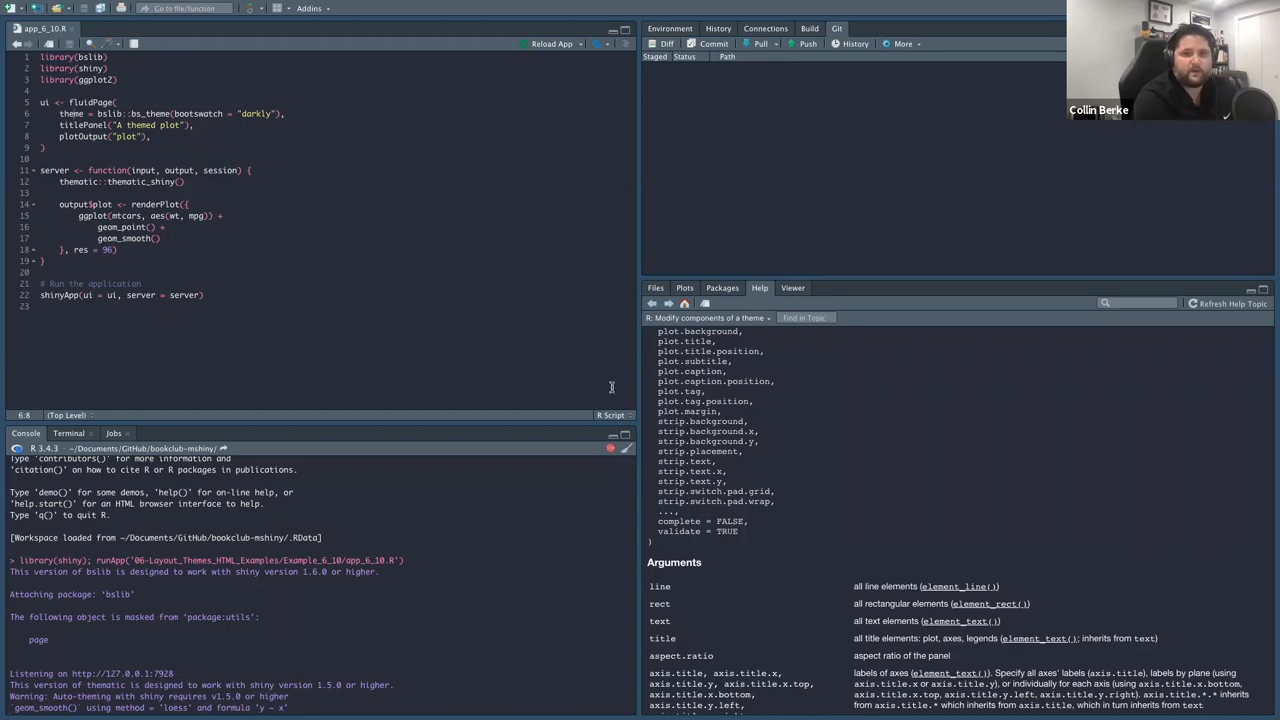 Go to file/function
Addins
app_6_10.R
Reload App
1 library(bslib)
2 library(shiny)
3 library(ggplot2)
4
5 ui <- fluidPage(
6 theme = bslib::bs_theme(bootswatch = "darkly"),
7 titlePanel("A themed plot"),
8 plotOutput("plot"),
9 )
10
11 server <- function(input, output, session) {
12 thematic::thematic_shiny()
13
14 output$plot <- renderPlot({
15 ggplot(mtcars, aes(wt, mpg)) +
16 geom_point() +
17 geom_smooth()
18 }, res = 96)
19 }
20
21 # Run the application
22 shinyApp(ui = ui, server = server)
23
6:8 (Top Level) R Script
Console Terminal Jobs
R 3.4.3 · ~/Documents/GitHub/bookclub-mshiny/
Type 'contributors()' for more information and
'citation()' on how to cite R or R packages in publications.
Type 'demo()' for some demos, 'help()' for on-line help, or
'help.start()' for an HTML browser interface to help.
Type 'q()' to quit R.
[Workspace loaded from ~/Documents/GitHub/bookclub-mshiny/.RData]
> library(shiny); runApp('06-Layout_Themes_HTML_Examples/Example_6_10/app_6_10.R')
This version of bslib is designed to work with shiny version 1.6.0 or higher.
Attaching package: 'bslib'
The following object is masked from 'package:utils':
page
Listening on http://127.0.0.1:7928
This version of thematic is designed to work with shiny version 1.5.0 or higher.
Warning: Auto-theming with shiny requires v1.5.0 or higher
`geom_smooth()` using method = 'loess' and formula 'y ~ x'
Environment History Connections Build Git
Diff Commit Pull Push History More
Staged Status Path
Collin Berke
Files Plots Packages Help Viewer
Refresh Help Topic
R: Modify components of a theme Find in Topic
plot.background,
plot.title,
plot.title.position,
plot.subtitle,
plot.caption,
plot.caption.position,
plot.tag,
plot.tag.position,
plot.margin,
strip.background,
strip.background.x,
strip.background.y,
strip.placement,
strip.text,
strip.text.x,
strip.text.y,
strip.switch.pad.grid,
strip.switch.pad.wrap,
...,
complete = FALSE,
validate = TRUE
)
Arguments
line all line elements (element_line())
rect all rectangular elements (element_rect())
text all text elements (element_text())
title all title elements: plot, axes, legends (element_text(); inherits from text)
aspect.ratio aspect ratio of the panel
axis.title, axis.title.x, labels of axes (element_text()). Specify all axes' labels (axis.title), labels by plane (using
axis.title.x.top, axis.title.x or axis.title.y), or individually for each axis (using axis.title.x.bottom,
axis.title.x.bottom, axis.title.x.top, axis.title.y.left, axis.title.y.right). axis.title.*.* inherits
axis.title.y, from axis.title.* which inherits from axis.title, which in turn inherits from text
axis.title.y.left,